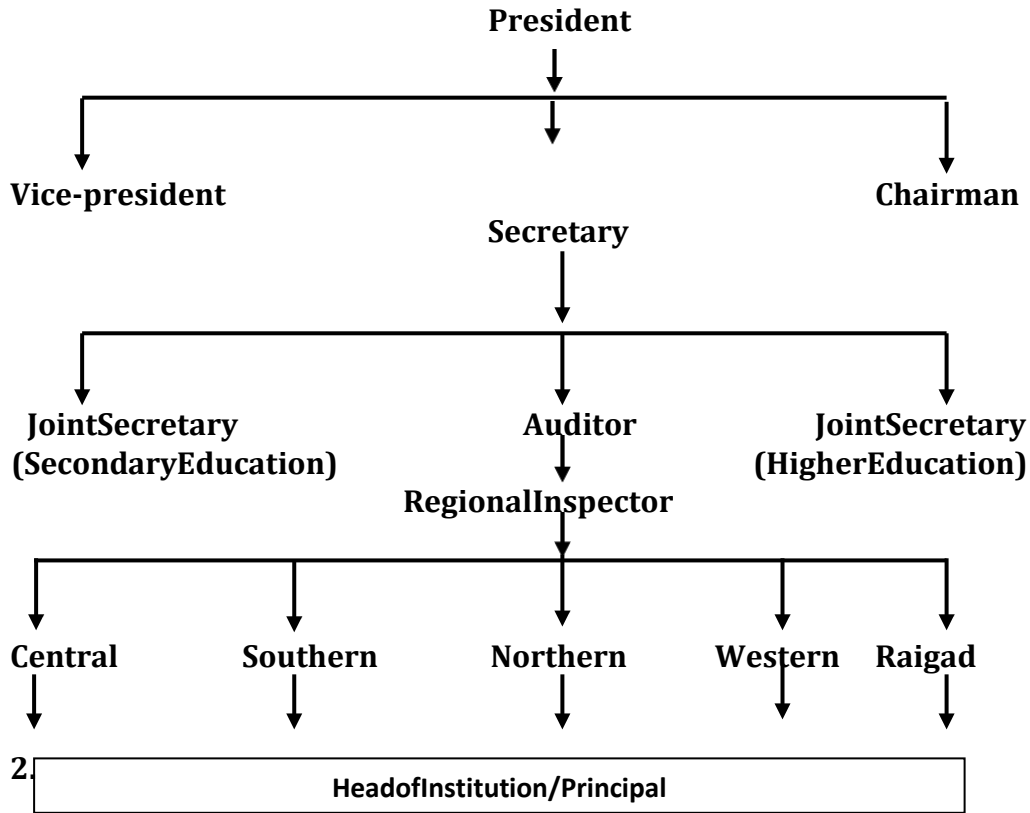 President
Vice-president Chairman
Secretary
JointSecretary Auditor JointSecretary
(SecondaryEducation) (HigherEducation)
RegionalInspector
Central Southern Northern Western Raigad
2.
HeadofInstitution/Principal